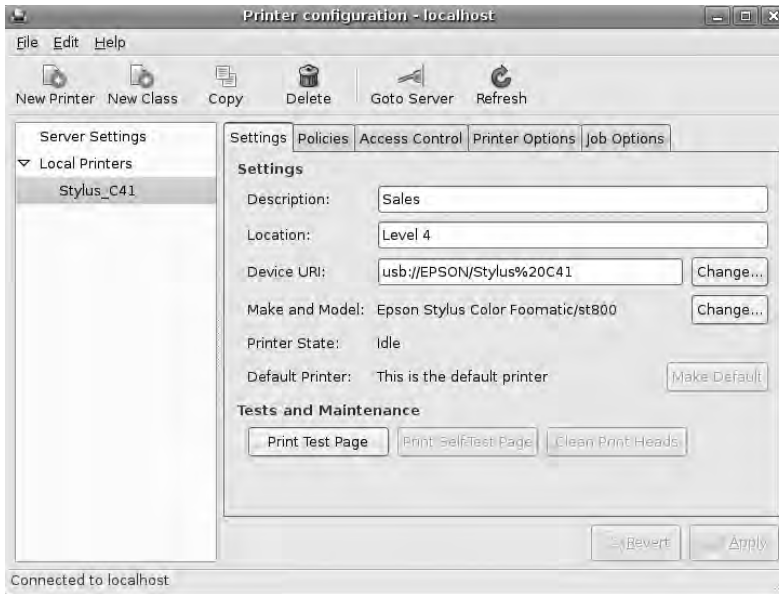 Printer configuration - localhost
File Edit Help
New Printer New Class Copy Delete Goto Server Refresh
Server Settings
Local Printers
Stylus_C41
Settings Policies Access Control Printer Options Job Options
Settings
Description: Sales
Location: Level 4
Device URI: usb://EPSON/Stylus%20C41 Change...
Make and Model: Epson Stylus Color Foomatic/st800 Change...
Printer State: Idle
Default Printer: This is the default printer Make Default
Tests and Maintenance
Print Test Page Print Self-Test Page Clean Print Heads
Revert Apply
Connected to localhost